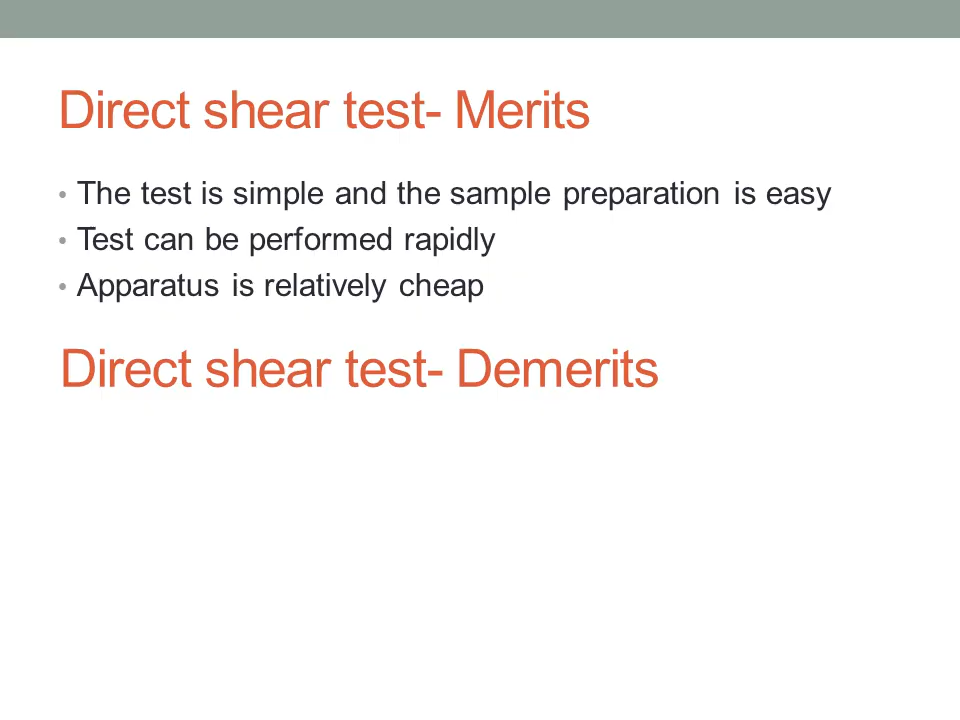 Direct shear test- Merits
• The test is simple and the sample preparation is easy
• Test can be performed rapidly
• Apparatus is relatively cheap
Direct shear test- Demerits